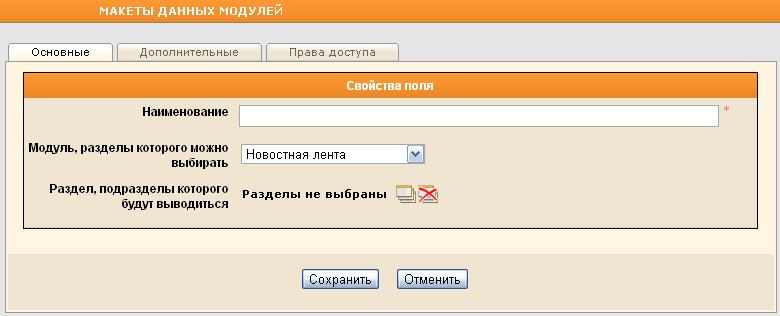 МАКЕТЫ ДАННЫХ МОДУЛЕЙ
Основные Дополнительные Права доступа
Свойства поля
Наименование *
Модуль, разделы которого можно
выбирать Новостная лента
Раздел, подразделы которого
будут выводиться Разделы не выбраны
Сохранить Отменить